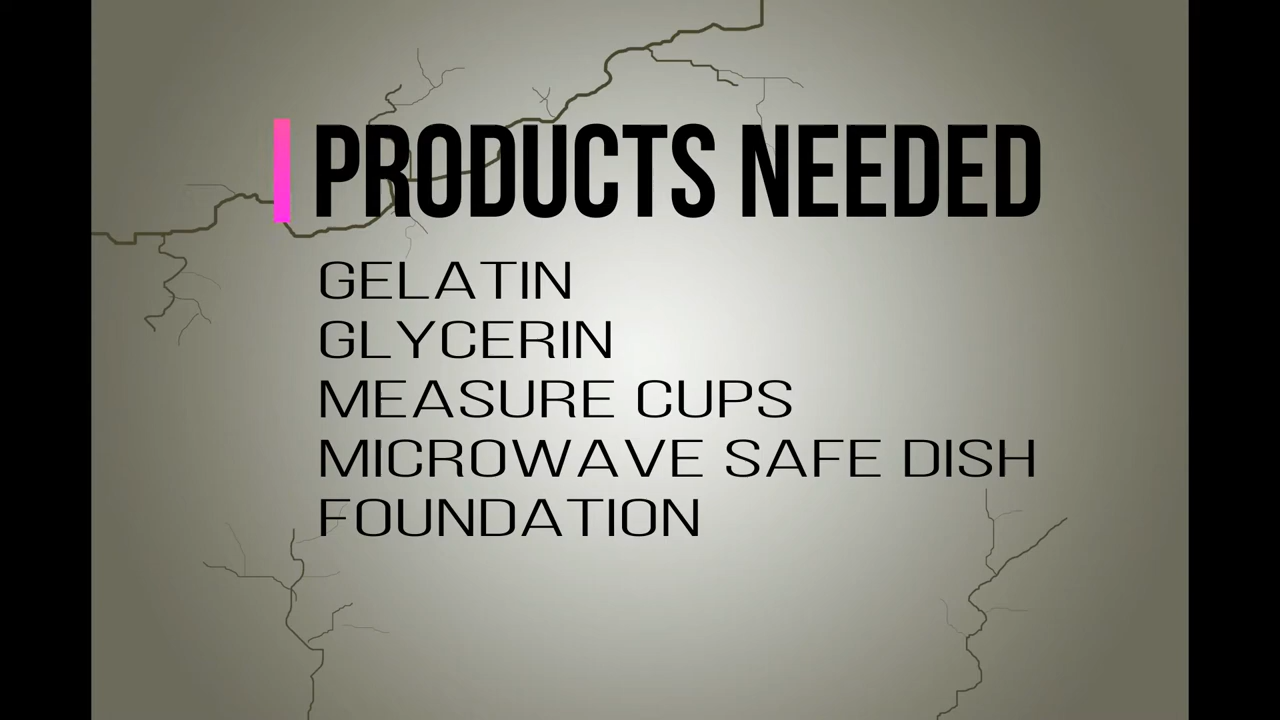 PRODUCTS NEEDED
GELATIN
GLYCERIN
MEASURE CUPS
MICROWAVE SAFE DISH
FOUNDATION